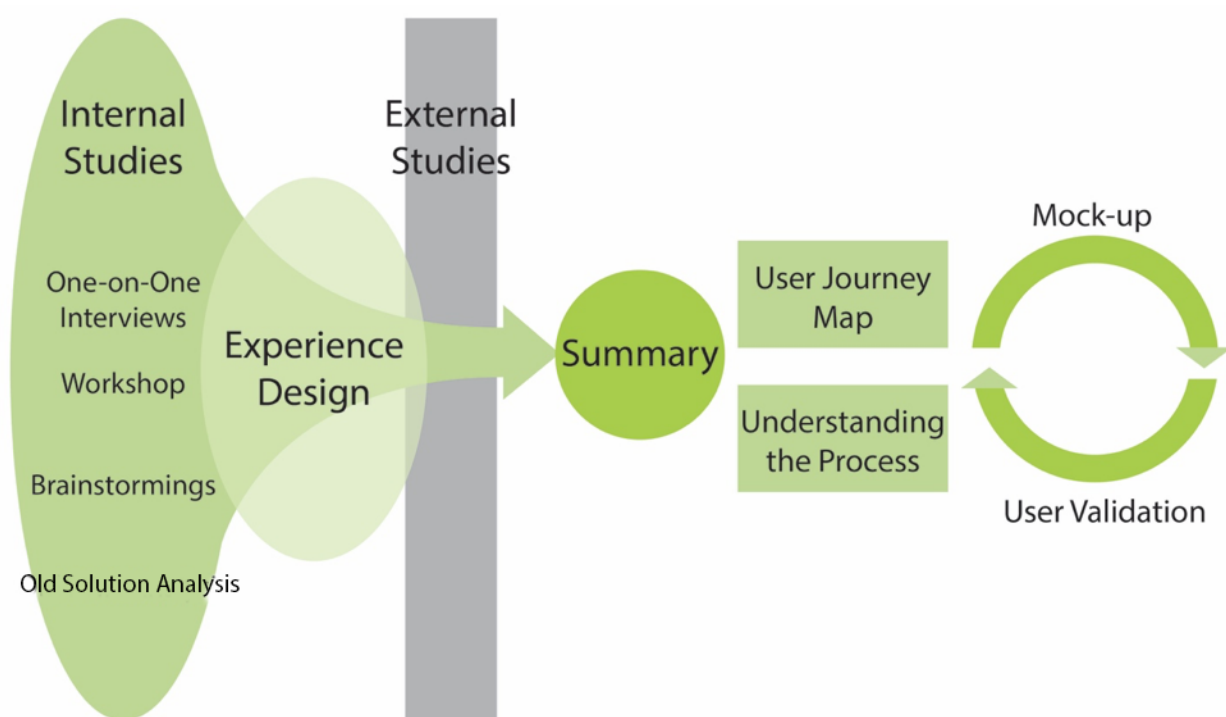 Internal
Studies
One-on-One
Interviews
Workshop
Brainstormings
Old Solution Analysis
Experience
Design
External
Studies
Summary
User Journey
Map
Understanding
the Process
Mock-up
User Validation